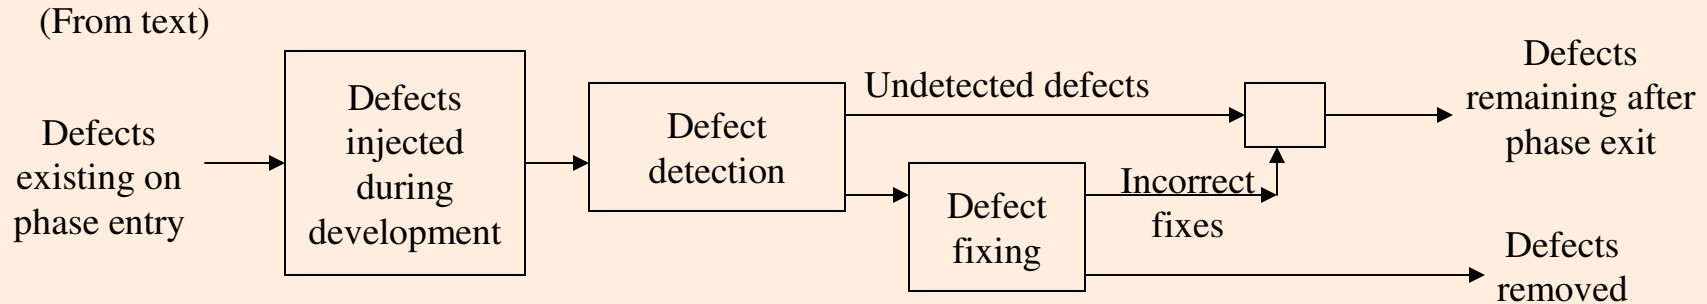 (From text)
Defects
existing on
phase entry
Defects
injected
during
development
Defect
detection
Undetected defects
Defect
fixing
Incorrect
fixes
Defects
remaining after
phase exit
Defects
removed